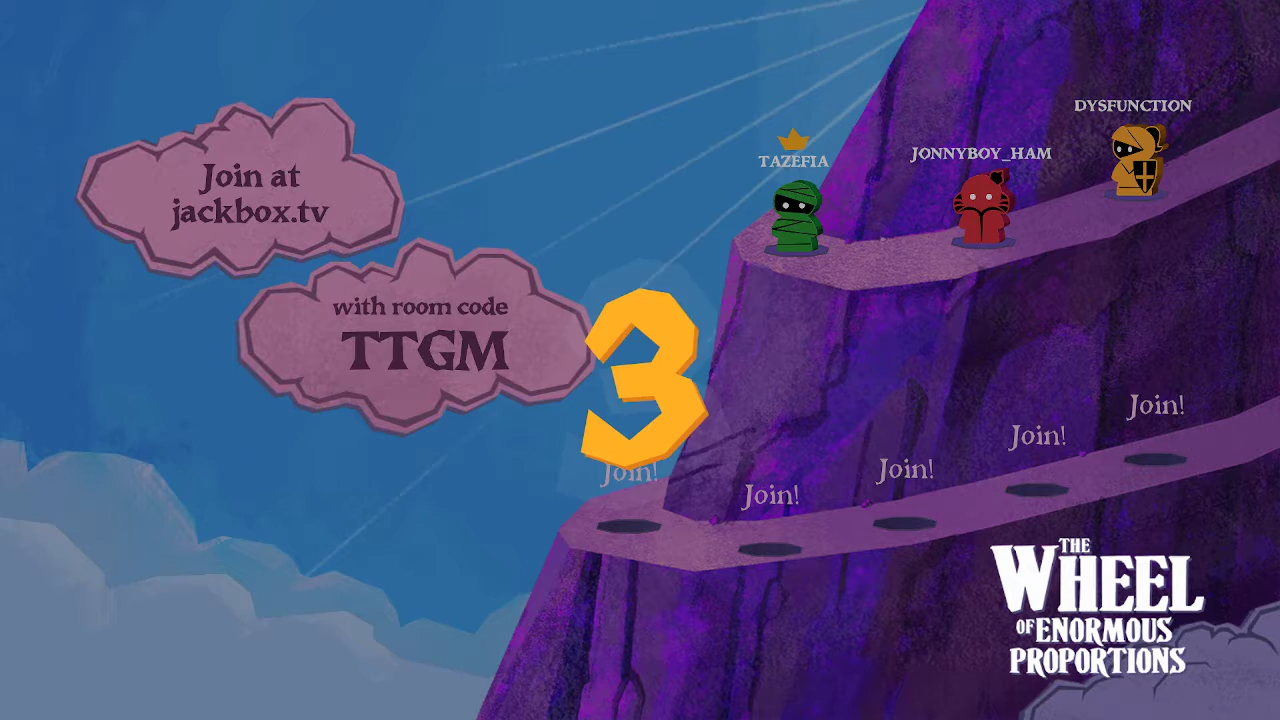 Join at
jackbox.tv
with room code
TTGM
3
TAZEFIA
JONNYBOY_HAM
DYSFUNCTION
Join!
Join!
Join!
Join!
Join!
THE
WHEEL
OF ENORMOUS
PROPORTIONS